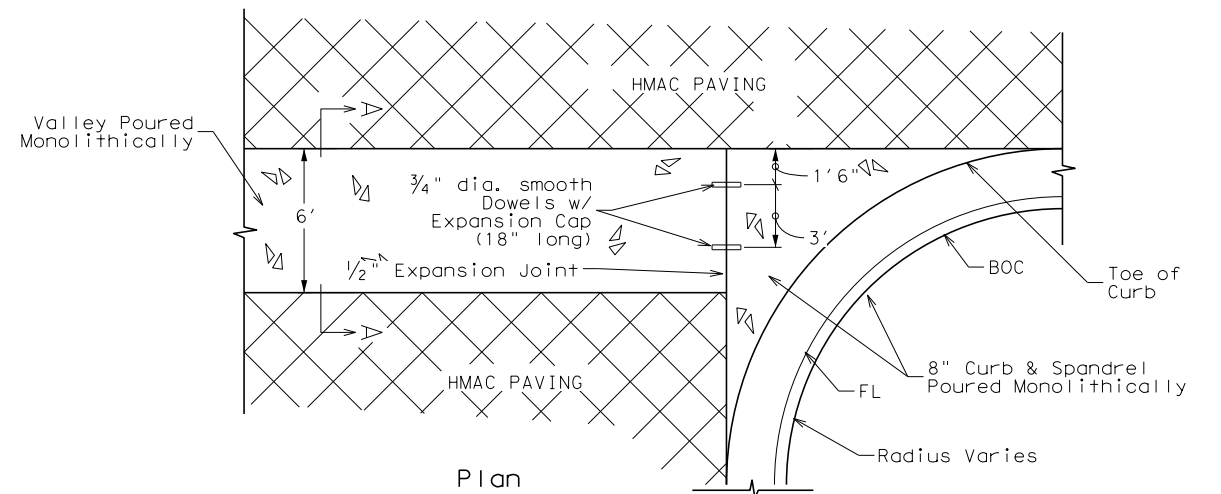 HMAC PAVING
A
Valley Poured
Monolithically
6'
3/4" dia. smooth
Dowels w/
Expansion Cap
(18" long)
1/2" Expansion Joint
1'6"
3'
BOC
Toe of
Curb
A
HMAC PAVING
8" Curb & Spandrel
Poured Monolithically
FL
Radius Varies
Plan